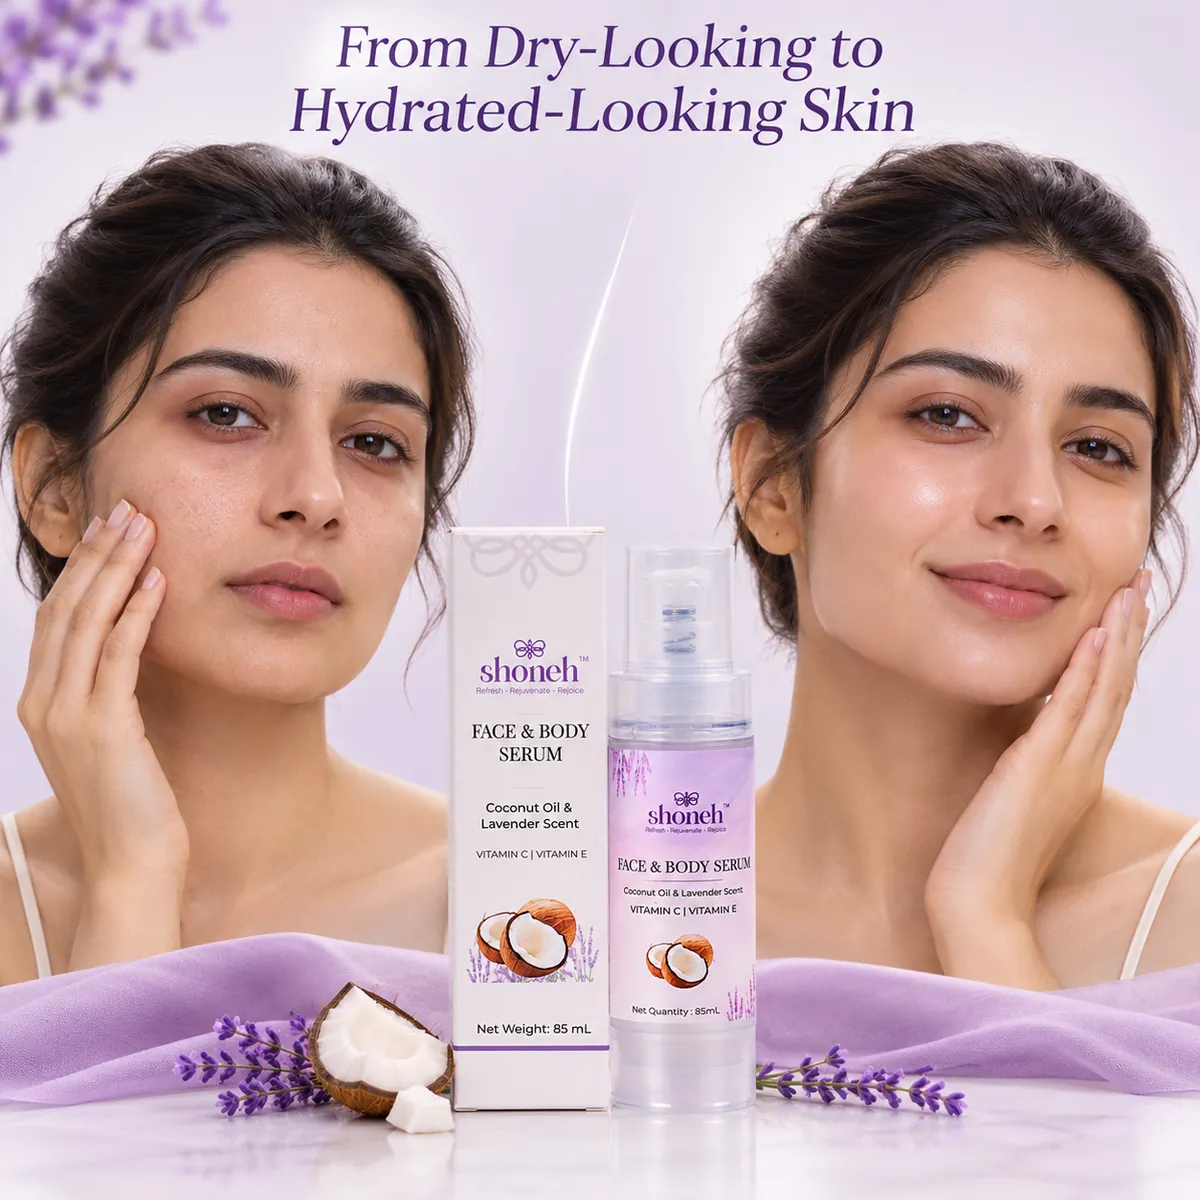 From Dry-Looking to
Hydrated-Looking Skin
shoneh™
Refresh - Rejuvenate - Rejoice
FACE & BODY
SERUM
Coconut Oil &
Lavender Scent
VITAMIN C | VITAMIN E
Net Weight: 85 mL
shoneh™
Refresh - Rejuvenate - Rejoice
FACE & BODY SERUM
Coconut Oil & Lavender Scent
VITAMIN C | VITAMIN E
Net Quantity : 85mL